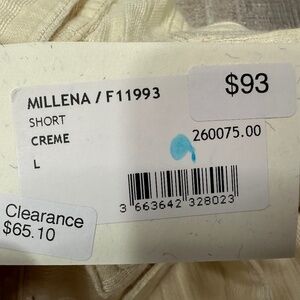 $93
MILLENA / F11993
SHORT
CREME
260075.00
L
3 663642 328023
Clearance
$65.10